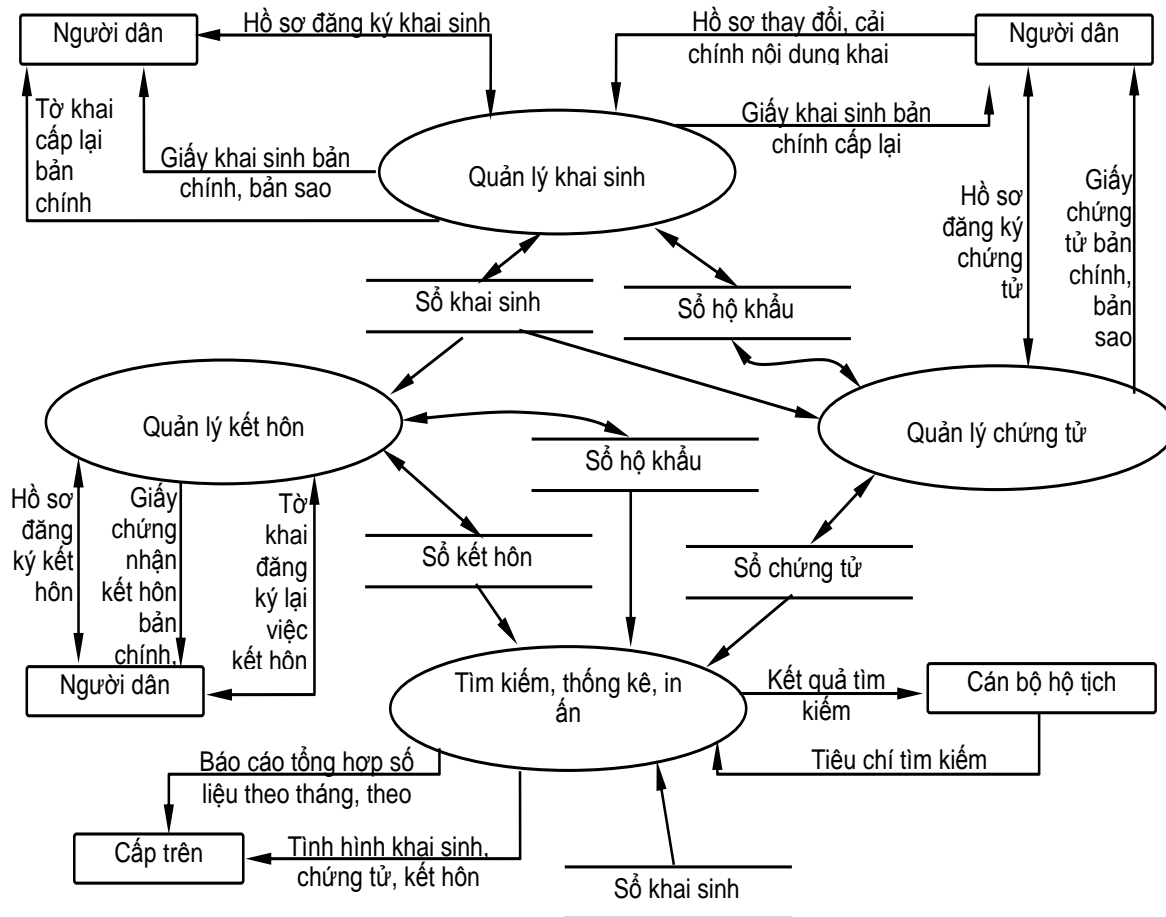 Người dân
Hồ sơ đăng ký khai sinh
Hồ sơ thay đổi, cải
chính nội dung khai
Người dân
Tờ khai
cấp lại
bản
chính
Giấy khai sinh bản
chính, bản sao
Quản lý khai sinh
Giấy khai sinh bản
chính cấp lại
Hồ sơ
đăng ký
chứng
tử
Giấy
chứng
tử bản
chính,
bản
sao
Sổ khai sinh
Sổ hộ khẩu
Quản lý kết hôn
Sổ hộ khẩu
Quản lý chứng tử
Hồ sơ
đăng
ký kết
hôn
Giấy
chứng
nhận
kết hôn
bản
chính,
Tờ
khai
đăng
ký lại
việc
kết hôn
Sổ kết hôn
Sổ chứng tử
Người dân
Tìm kiếm, thống kê, in
ấn
Kết quả tìm
kiếm
Cán bộ hộ tịch
Tiêu chí tìm kiếm
Báo cáo tổng hợp số
liệu theo tháng, theo
Cấp trên
Tình hình khai sinh,
chứng tử, kết hôn
Sổ khai sinh